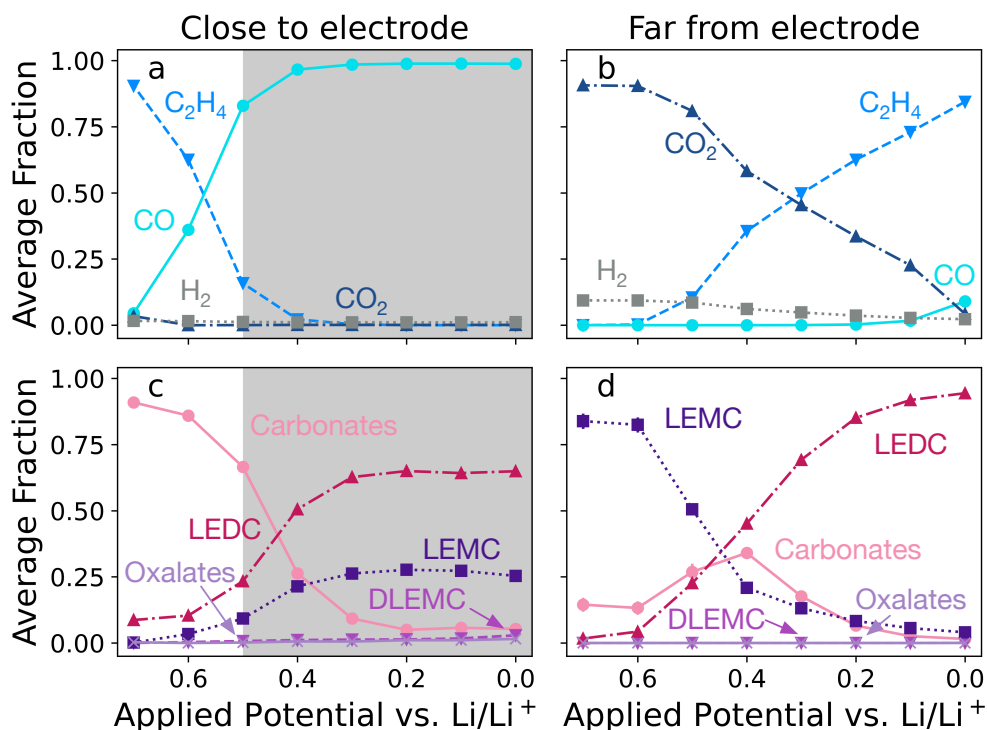 Close to electrode
Far from electrode
Average Fraction
1.00
0.75
0.50
0.25
0.00
a
C₂H₄
CO
H₂
CO₂
b
C₂H₄
CO₂
H₂
CO
Average Fraction
1.00
0.75
0.50
0.25
0.00
c
Carbonates
LEDC
LEMC
Oxalates
DLEMC
d
LEMC
LEDC
Carbonates
Oxalates
DLEMC
0.6 0.4 0.2 0.0
0.6 0.4 0.2 0.0
Applied Potential vs. Li/Li⁺
Applied Potential vs. Li/Li⁺